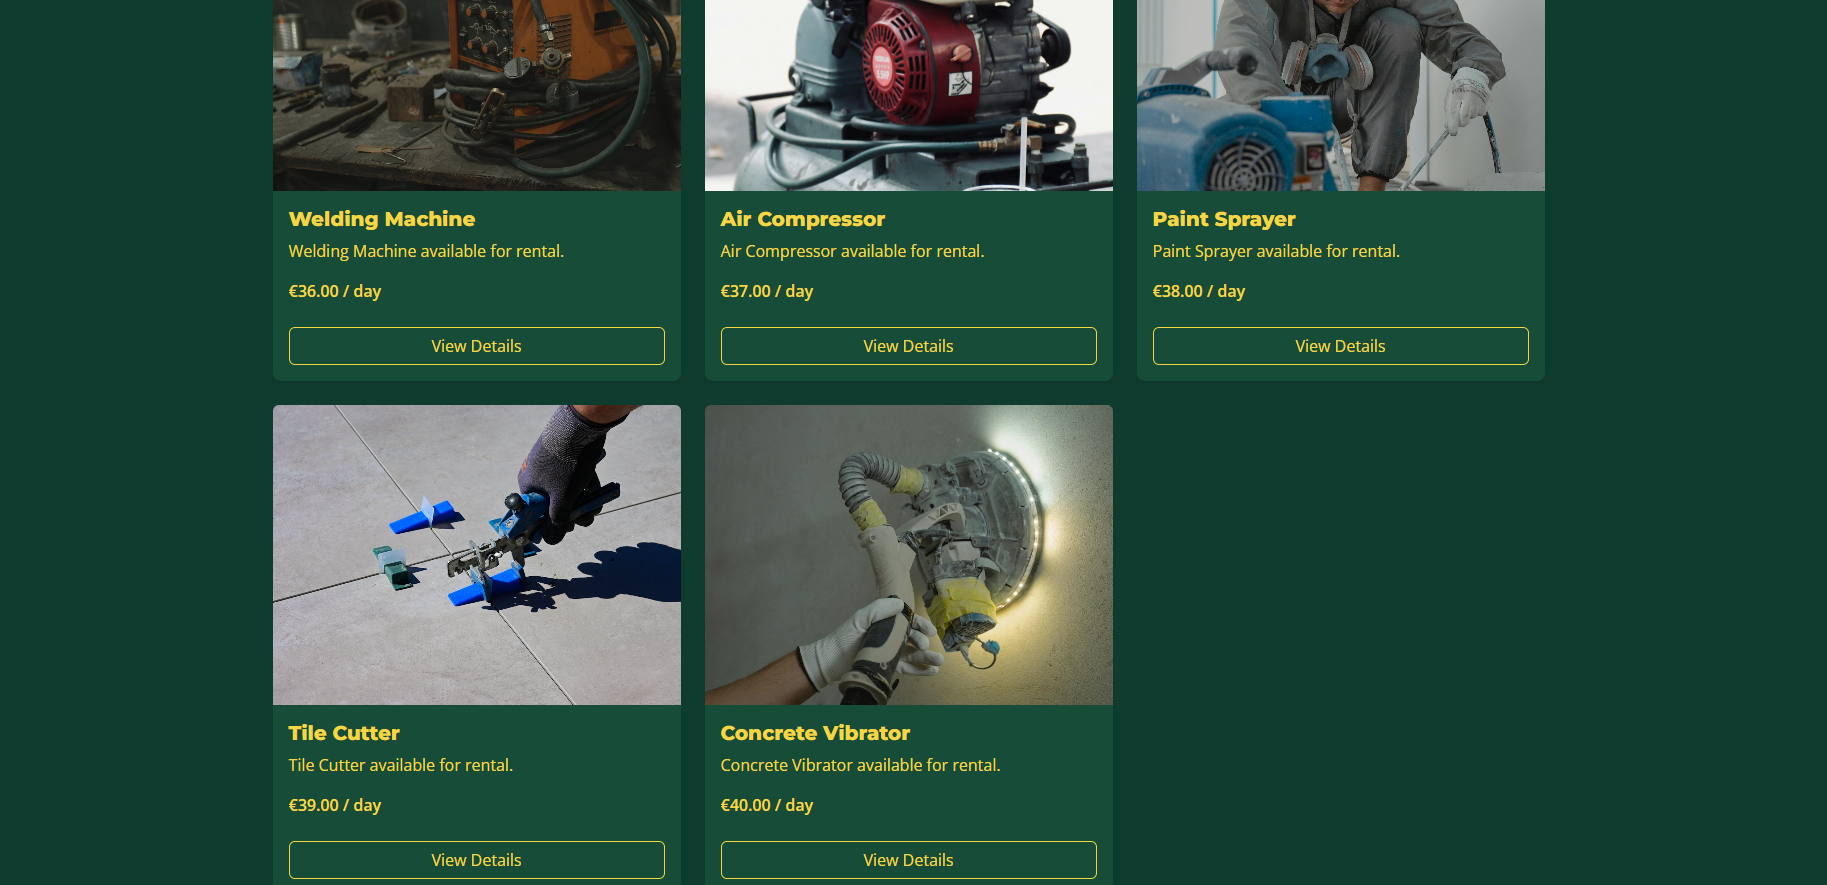 Welding Machine
Welding Machine available for rental.
€36.00 / day
View Details
Air Compressor
Air Compressor available for rental.
€37.00 / day
View Details
Paint Sprayer
Paint Sprayer available for rental.
€38.00 / day
View Details
Tile Cutter
Tile Cutter available for rental.
€39.00 / day
View Details
Concrete Vibrator
Concrete Vibrator available for rental.
€40.00 / day
View Details